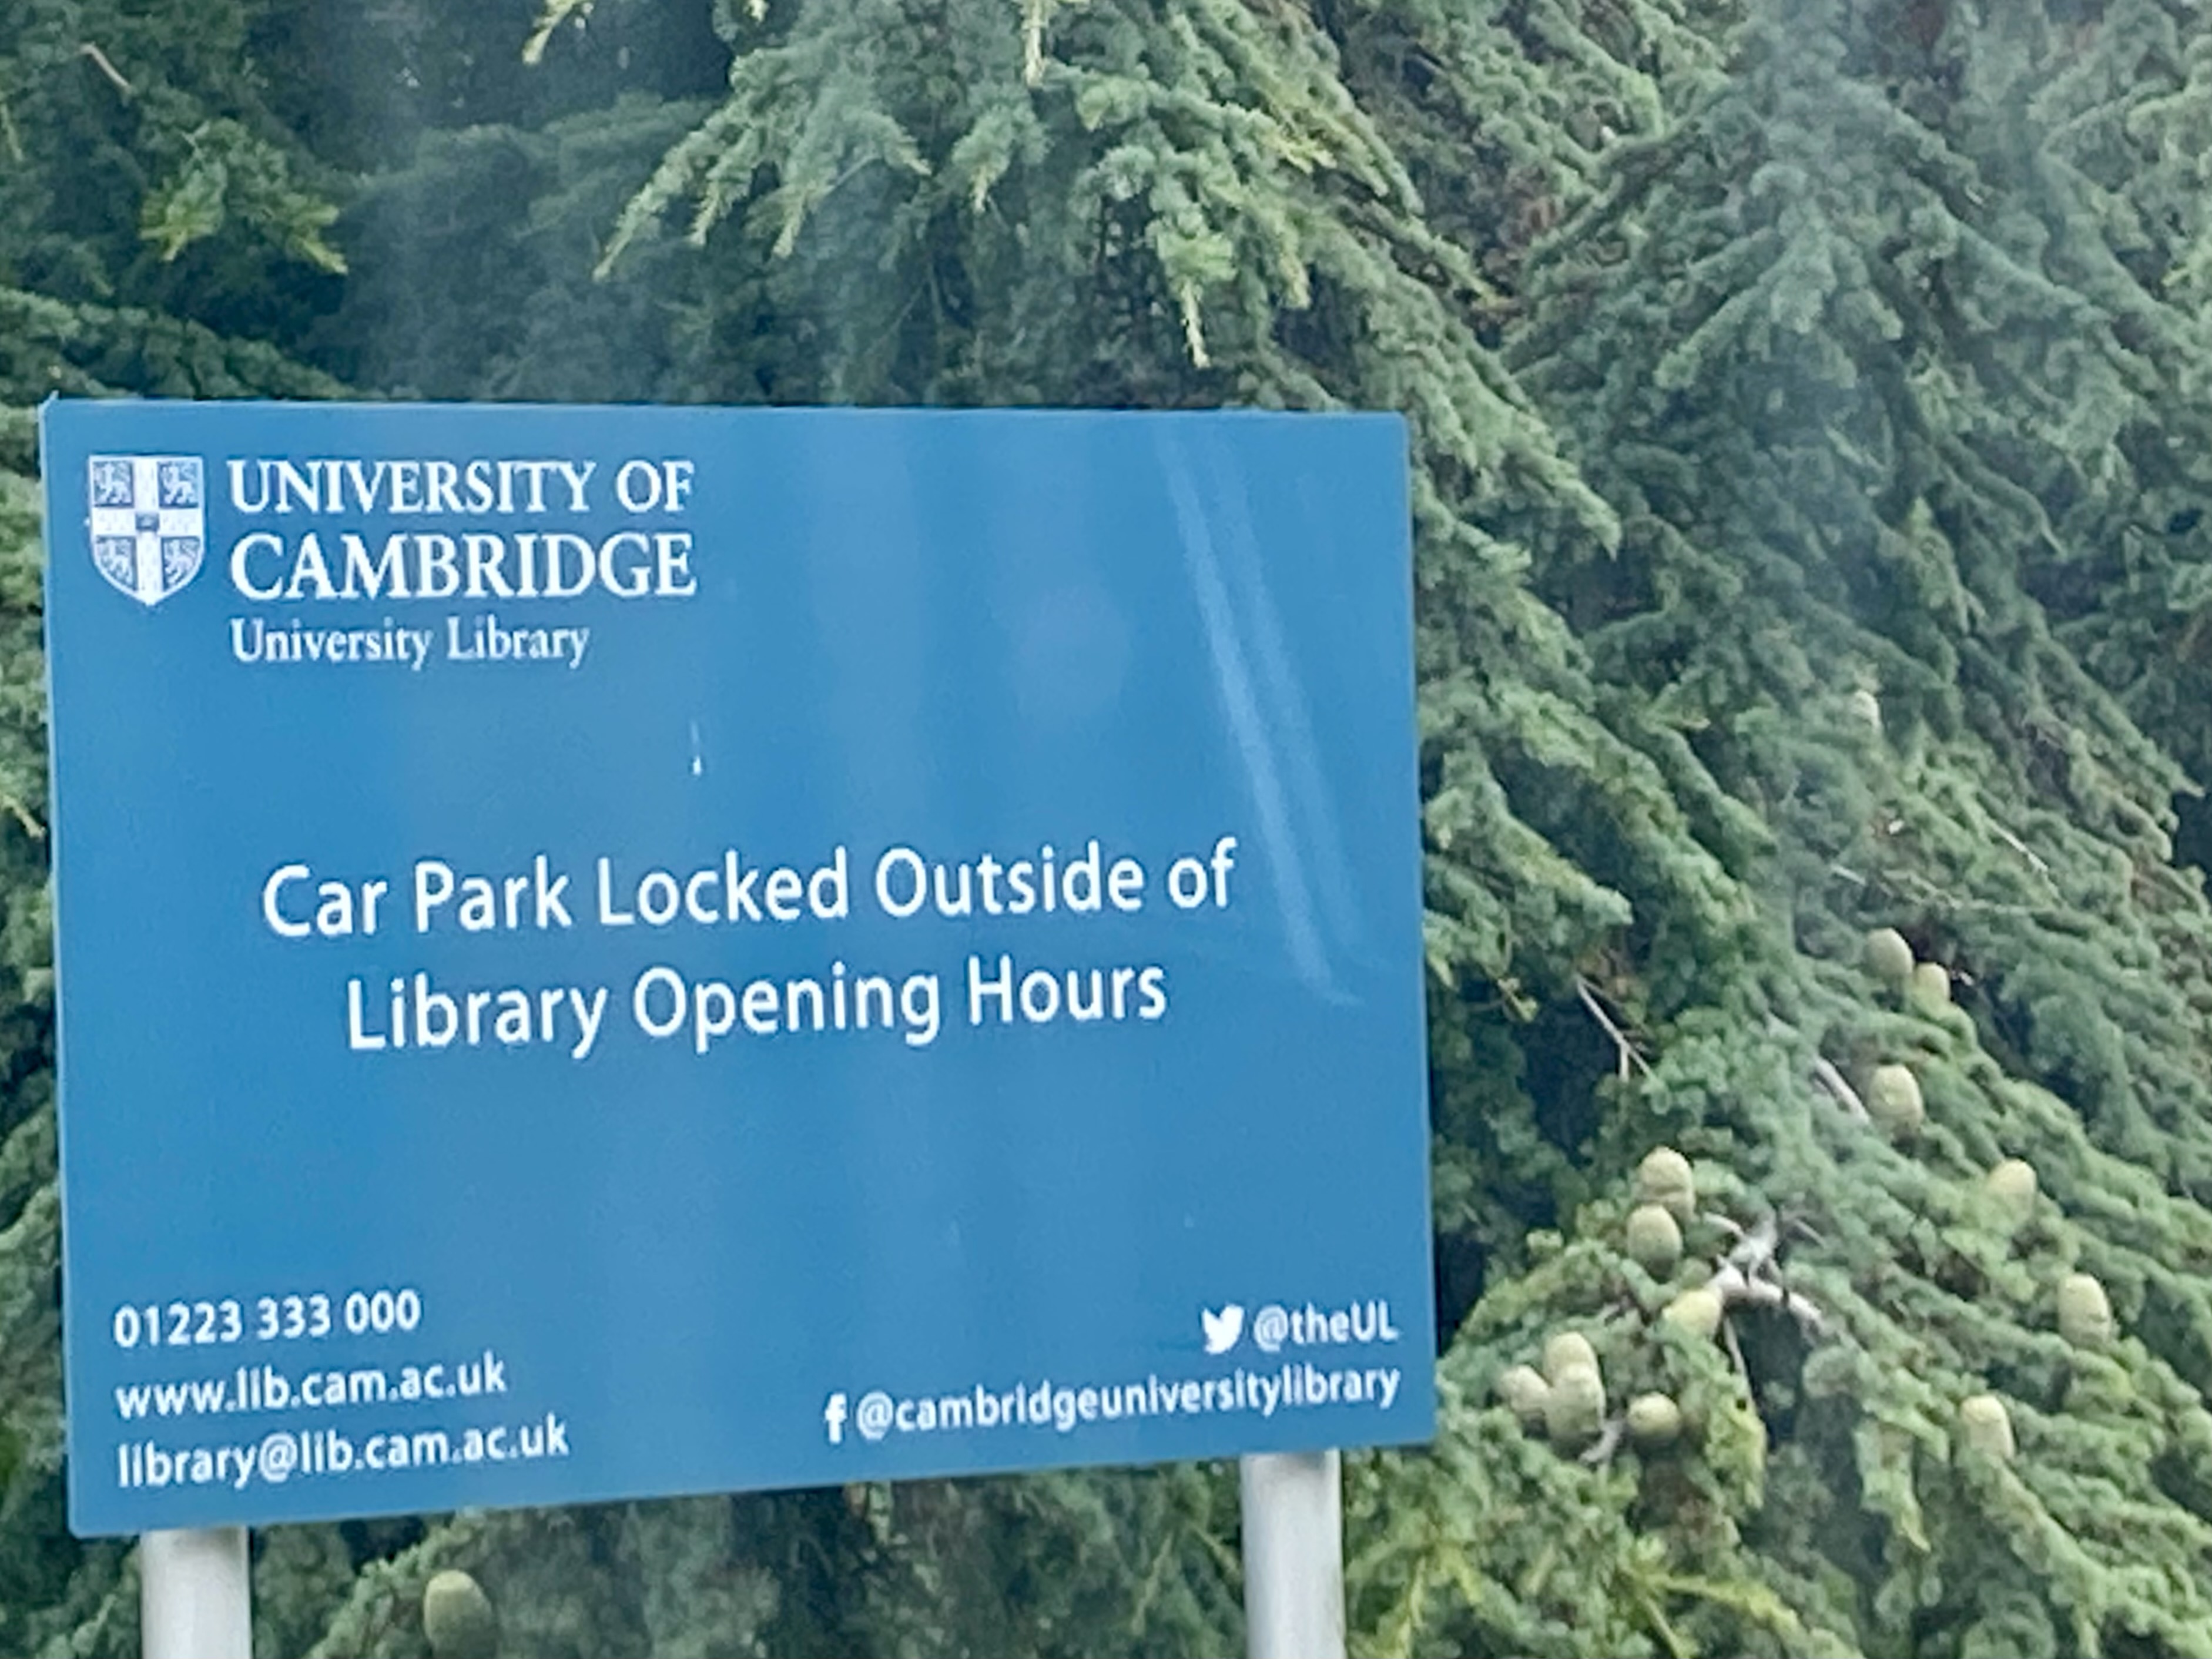 UNIVERSITY OF
CAMBRIDGE
University Library
Car Park Locked Outside of
Library Opening Hours
01223 333 000
www.lib.cam.ac.uk
library@lib.cam.ac.uk
@theUL
@cambridgeuniversitylibrary